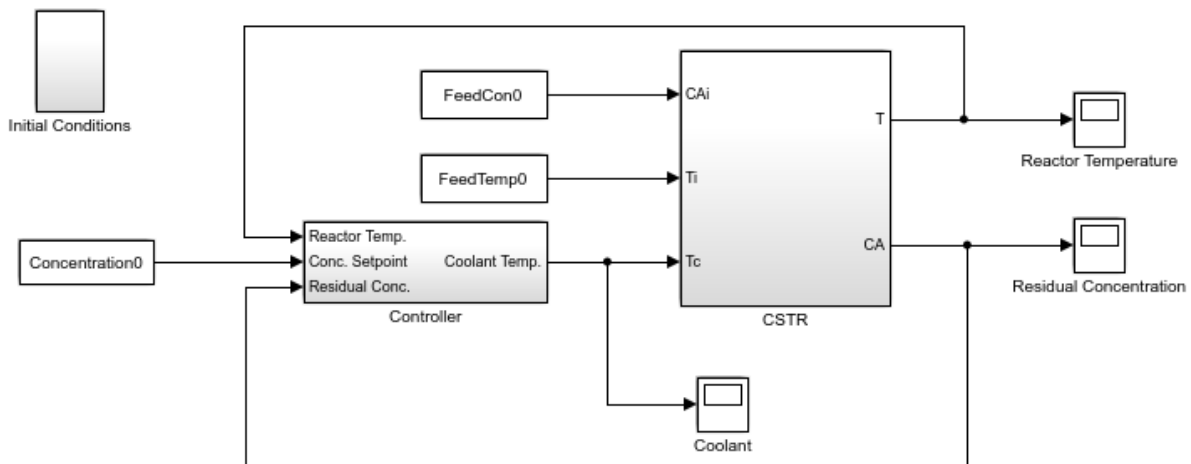 Initial Conditions
FeedCon0
CAi
T
Reactor Temperature
FeedTemp0
Ti
Reactor Temp.
Concentration0
Conc. Setpoint
Coolant Temp.
Residual Conc.
Controller
Tc
CA
CSTR
Residual Concentration
Coolant